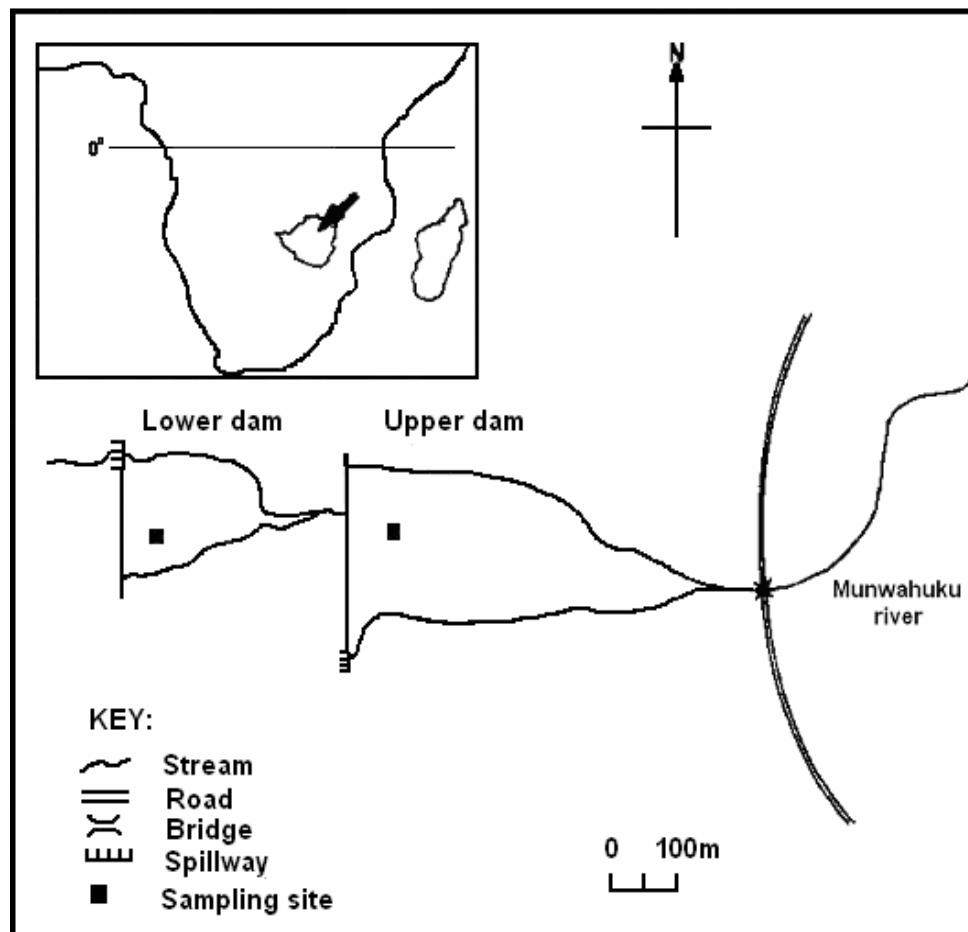 N
0°
Lower dam
Upper dam
Munwahuku
river
KEY:
Stream
Road
Bridge
Spillway
Sampling site
0 100m